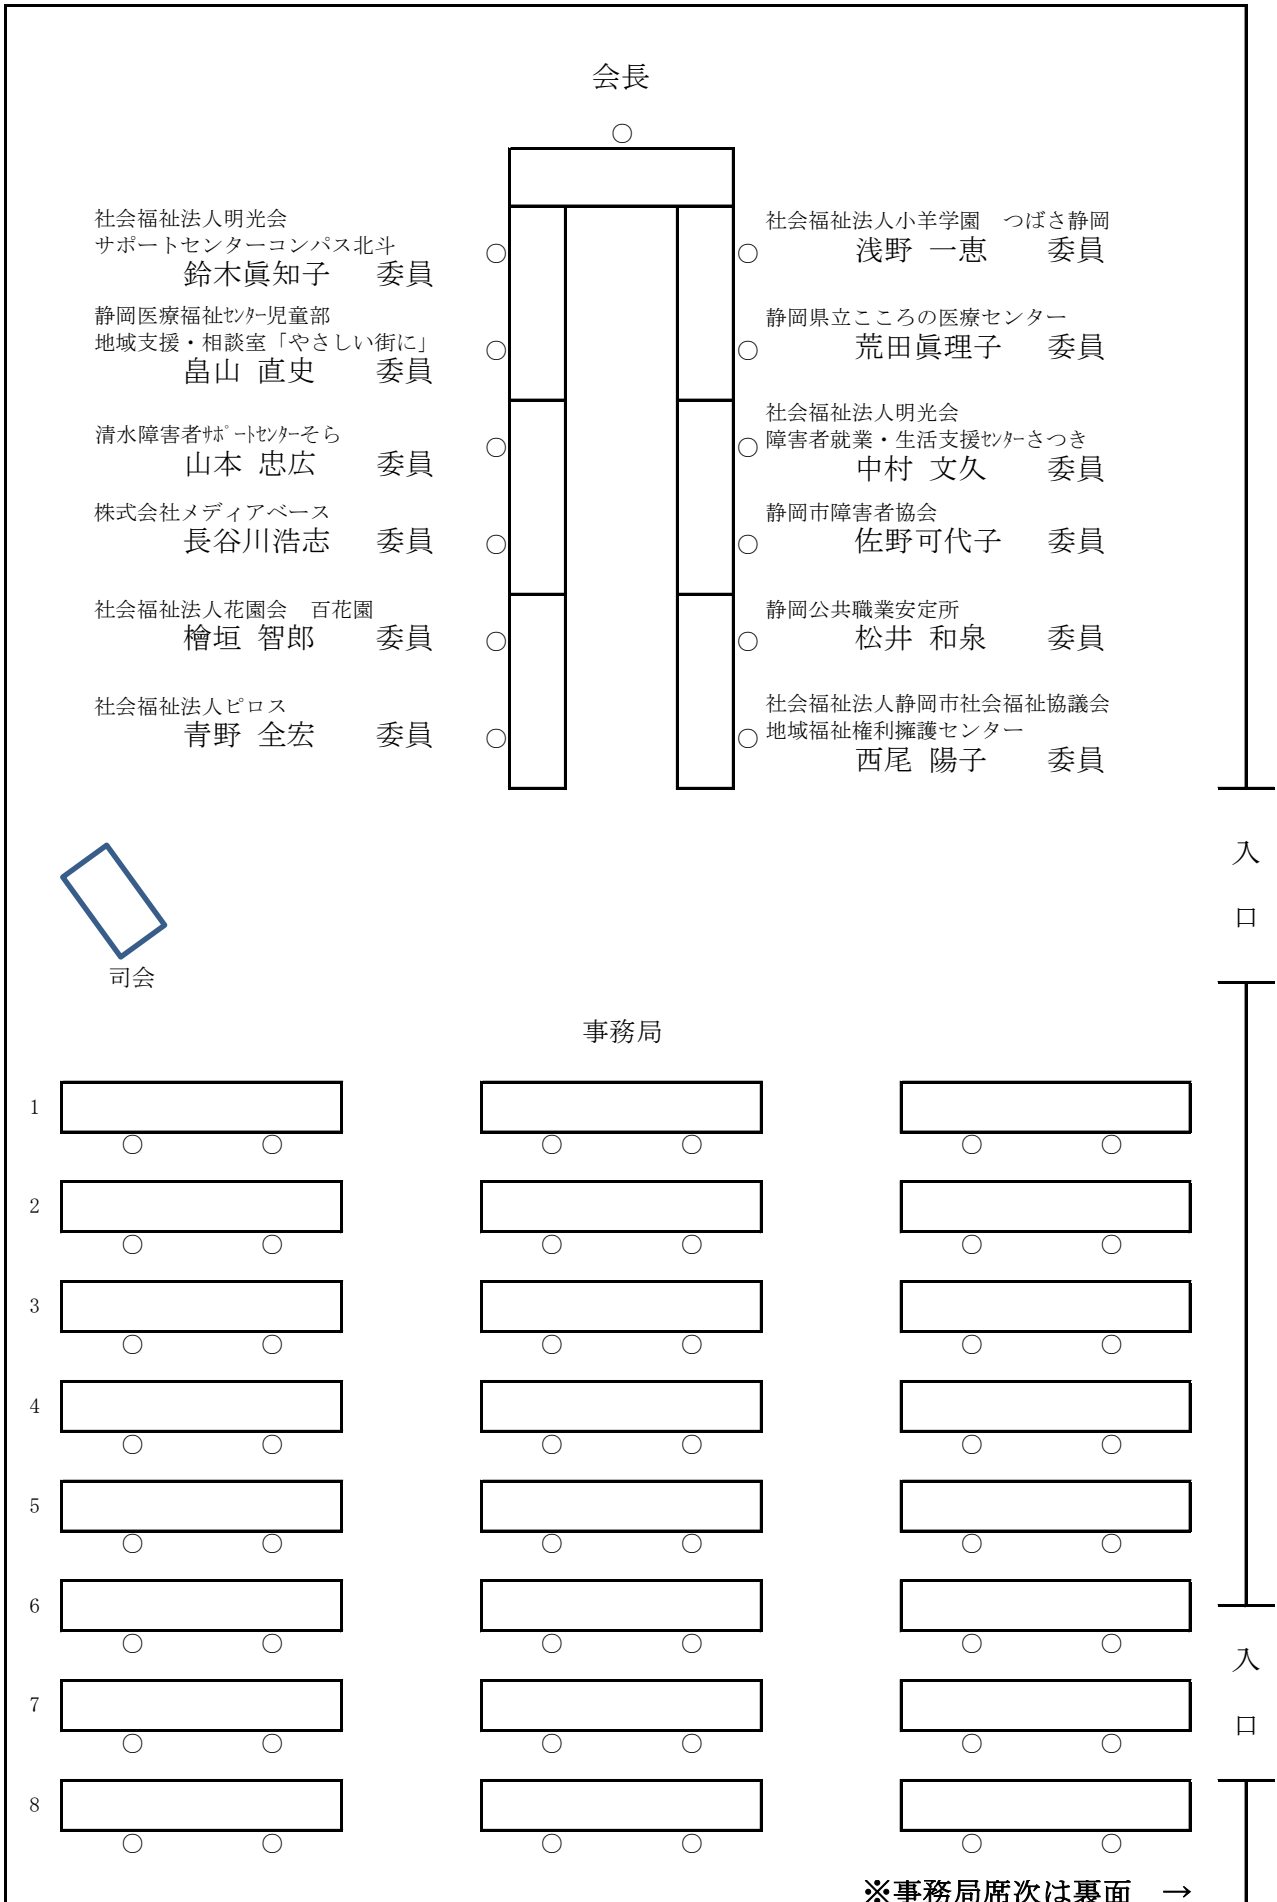 会長
○
社会福祉法人明光会
サポートセンターコンパス北斗
鈴木眞知子　委員
○
静岡医療福祉ｾﾝﾀｰ児童部
地域支援・相談室「やさしい街に」
畠山 直史　委員
○
清水障害者ｻﾎﾟｰﾄｾﾝﾀｰそら
山本 忠広　委員
○
株式会社メディアベース
長谷川浩志　委員
○
社会福祉法人花園会　百花園
檜垣 智郎　委員
○
社会福祉法人ピロス
青野 全宏　委員
○
社会福祉法人小羊学園　つばさ静岡
○
浅野 一恵　委員
静岡県立こころの医療センター
○
荒田眞理子　委員
社会福祉法人明光会
○
障害者就業・生活支援ｾﾝﾀｰさつき
中村 文久　委員
静岡市障害者協会
○
佐野可代子　委員
静岡公共職業安定所
○
松井 和泉　委員
社会福祉法人静岡市社会福祉協議会
○
地域福祉権利擁護センター
西尾 陽子　委員
入
口
司会
事務局
1
○ ○ ○ ○ ○ ○
2
○ ○ ○ ○ ○ ○
3
○ ○ ○ ○ ○ ○
4
○ ○ ○ ○ ○ ○
5
○ ○ ○ ○ ○ ○
6
○ ○ ○ ○ ○ ○
入
口
7
○ ○ ○ ○ ○ ○
8
○ ○ ○ ○ ○ ○
※事務局席次は裏面　→